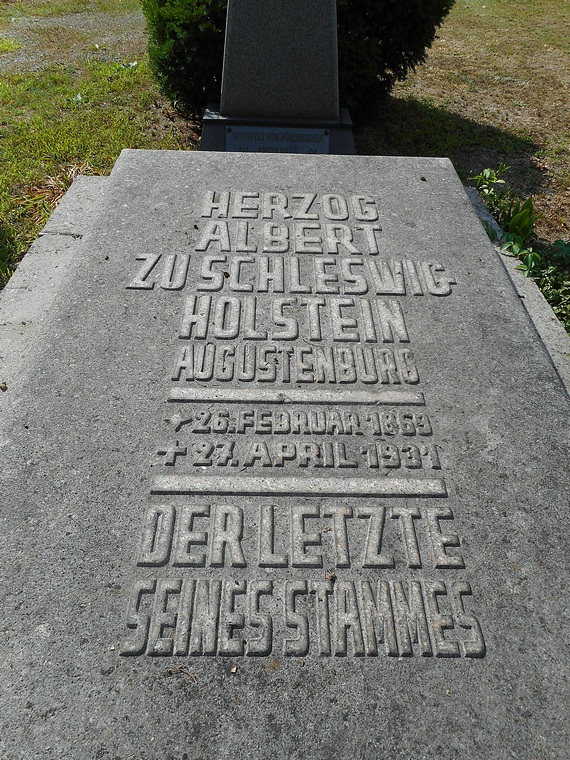 HERZOG
ALBERT
ZU SCHLESWIG-
HOLSTEIN
AUGUSTENBURG
26. FEBRUAR 1869
+ 27. APRIL 1931
DER LETZTE
SEINES STAMMES